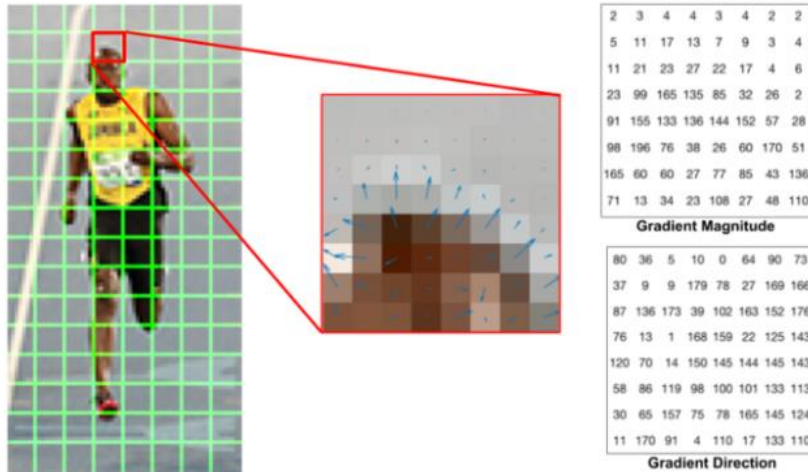 2 3 4 4 3 4 2 2
5 11 17 13 7 9 3 4
11 21 23 27 22 17 4 6
23 99 165 135 85 32 26 2
91 155 133 136 144 152 57 28
98 196 76 38 26 60 170 51
165 60 60 27 77 85 43 136
71 13 34 23 108 27 48 110
Gradient Magnitude
80 36 5 10 0 64 90 73
37 9 9 179 78 27 169 166
87 136 173 39 102 163 152 176
76 13 1 168 159 22 125 143
120 70 14 150 145 144 145 143
58 86 119 98 100 101 133 113
30 65 157 75 78 165 145 124
11 170 91 4 110 17 133 110
Gradient Direction